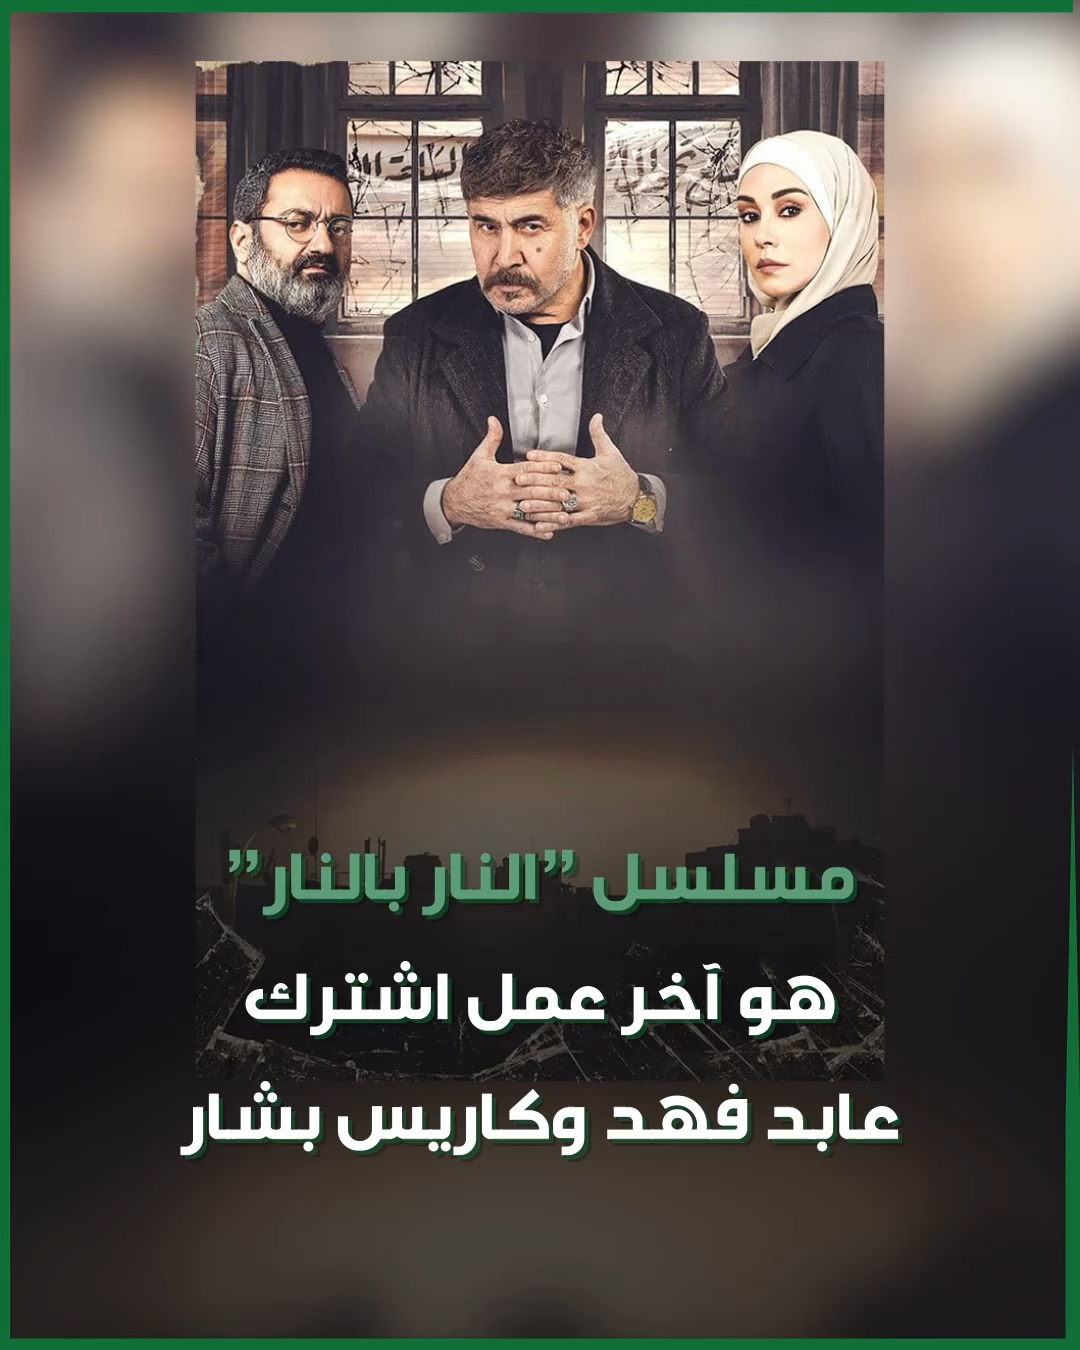 مسلسل "النار بالنار"
هو آخر عمل اشترك
عابد فهد وكاريس بشار